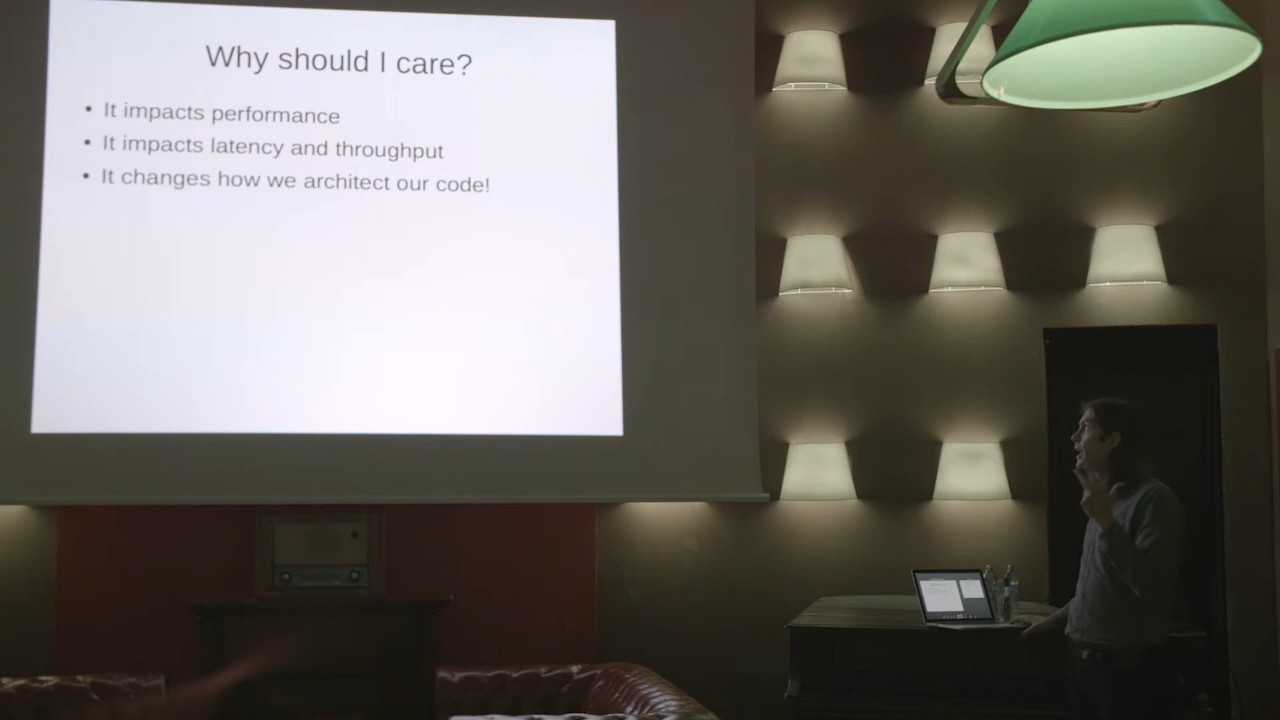 Why should I care?
• It impacts performance
• It impacts latency and throughput
• It changes how we architect our code!